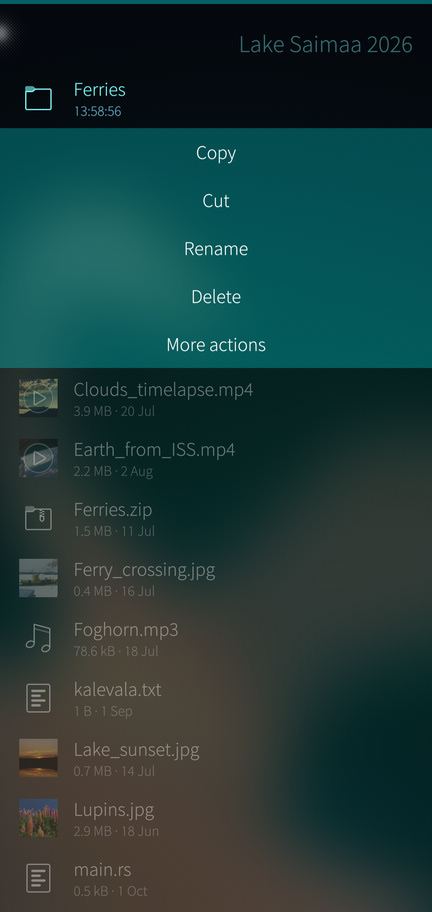 Lake Saimaa 2026
Ferries
13:58:56
Copy
Cut
Rename
Delete
More actions
Clouds_timelapse.mp4
3.9 MB · 20 Jul
Earth_from_ISS.mp4
2.2 MB · 2 Aug
Ferries.zip
1.5 MB · 11 Jul
Ferry_crossing.jpg
0.4 MB · 16 Jul
Foghorn.mp3
78.6 kB · 18 Jul
kalevala.txt
1 B · 1 Sep
Lake_sunset.jpg
0.7 MB · 14 Jul
Lupins.jpg
2.9 MB · 18 Jun
main.rs
0.5 kB · 1 Oct